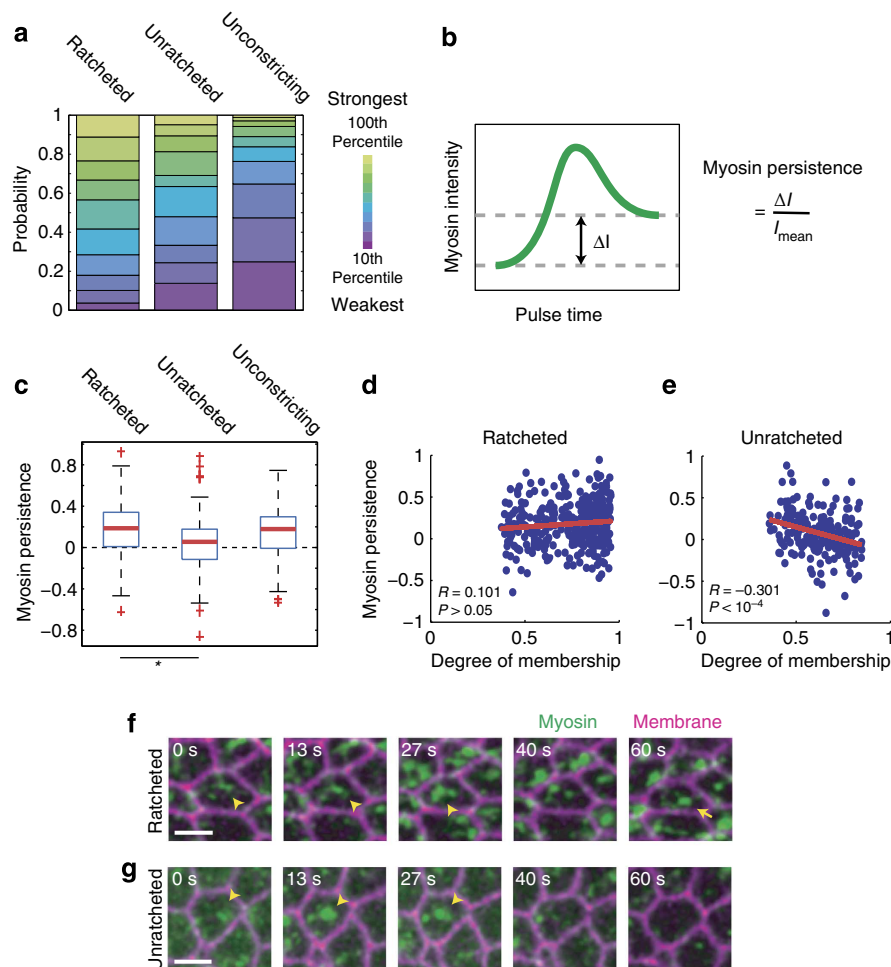 a
Ratcheted
Unratcheted
Unconstricting
Probability
1
0.8
0.6
0.4
0.2
0
Strongest
100th
Percentile
10th
Percentile
Weakest
b
Myosin intensity
ΔI
Pulse time
Myosin persistence
= ΔI
I mean
c
Ratcheted
Unratcheted
Unconstricting
Myosin persistence
0.8
0.4
0
−0.4
−0.8
*
d
Ratcheted
Myosin persistence
1
0.5
0
−0.5
−1
R = 0.101
P > 0.05
0 0.5 1
Degree of membership
e
Unratcheted
1
0.5
0
−0.5
−1
R = −0.301
P < 10−4
0 0.5 1
Degree of membership
f
Myosin Membrane
Ratcheted
0 s 13 s 27 s 40 s 60 s
g
Unratcheted
0 s 13 s 27 s 40 s 60 s